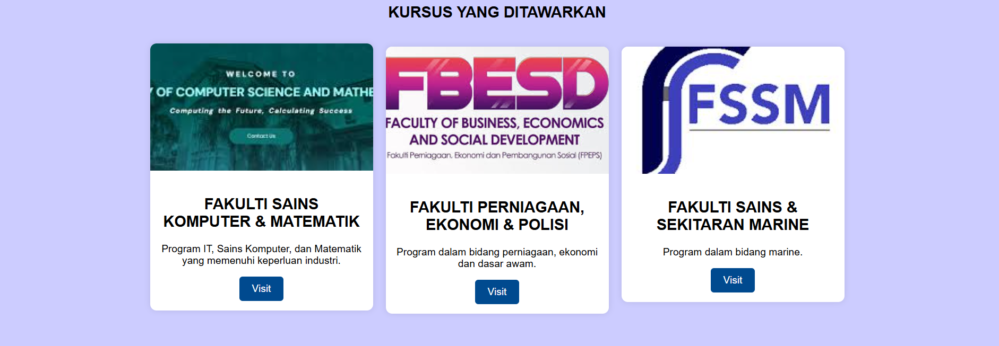 KURSUS YANG DITAWARKAN
WELCOME TO
OF COMPUTER SCIENCE AND MATHE
Computing the Future, Calculating Success
Contact Us
FAKULTI SAINS
KOMPUTER & MATEMATIK
Program IT, Sains Komputer, dan Matematik
yang memenuhi keperluan industri.
Visit
FBESD
FACULTY OF BUSINESS, ECONOMICS
AND SOCIAL DEVELOPMENT
Fakulti Perniagaan, Ekonomi dan Pembangunan Sosial (FPEPS)
FAKULTI PERNIAGAAN,
EKONOMI & POLISI
Program dalam bidang perniagaan, ekonomi
dan dasar awam.
Visit
FSSM
FAKULTI SAINS &
SEKITARAN MARINE
Program dalam bidang marine.
Visit